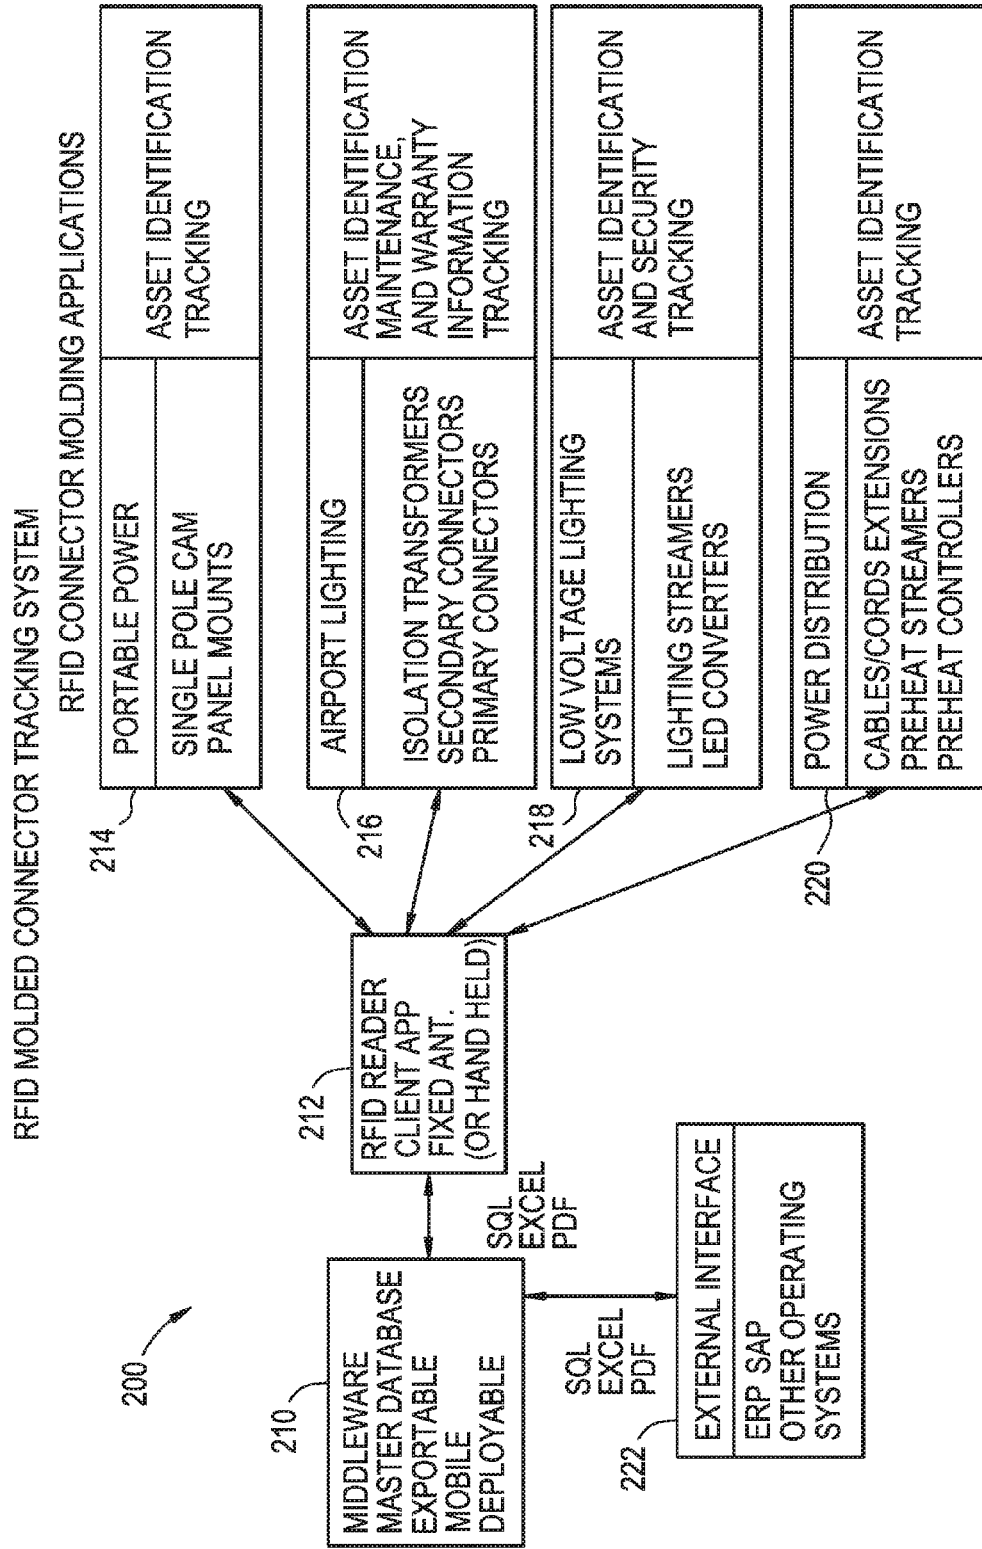 RFID MOLDED CONNECTOR TRACKING SYSTEM
RFID CONNECTOR MOLDING APPLICATIONS
200
210
MIDDLEWARE
MASTER DATABASE
EXPORTABLE
MOBILE
DEPLOYABLE
SQL
EXCEL
PDF
212
RFID READER
CLIENT APP
FIXED ANT.
(OR HAND HELD)
SQL
EXCEL
PDF
222
EXTERNAL INTERFACE
ERP SAP
OTHER OPERATING
SYSTEMS
214
PORTABLE POWER
SINGLE POLE CAM
PANEL MOUNTS
ASSET IDENTIFICATION
TRACKING
216
AIRPORT LIGHTING
ISOLATION TRANSFORMERS
SECONDARY CONNECTORS
PRIMARY CONNECTORS
ASSET IDENTIFICATION
MAINTENANCE,
AND WARRANTY
INFORMATION
TRACKING
218
LOW VOLTAGE LIGHTING
SYSTEMS
LIGHTING STREAMERS
LED CONVERTERS
ASSET IDENTIFICATION
AND SECURITY
TRACKING
220
POWER DISTRIBUTION
CABLES/CORDS EXTENSIONS
PREHEAT STREAMERS
PREHEAT CONTROLLERS
ASSET IDENTIFICATION
TRACKING